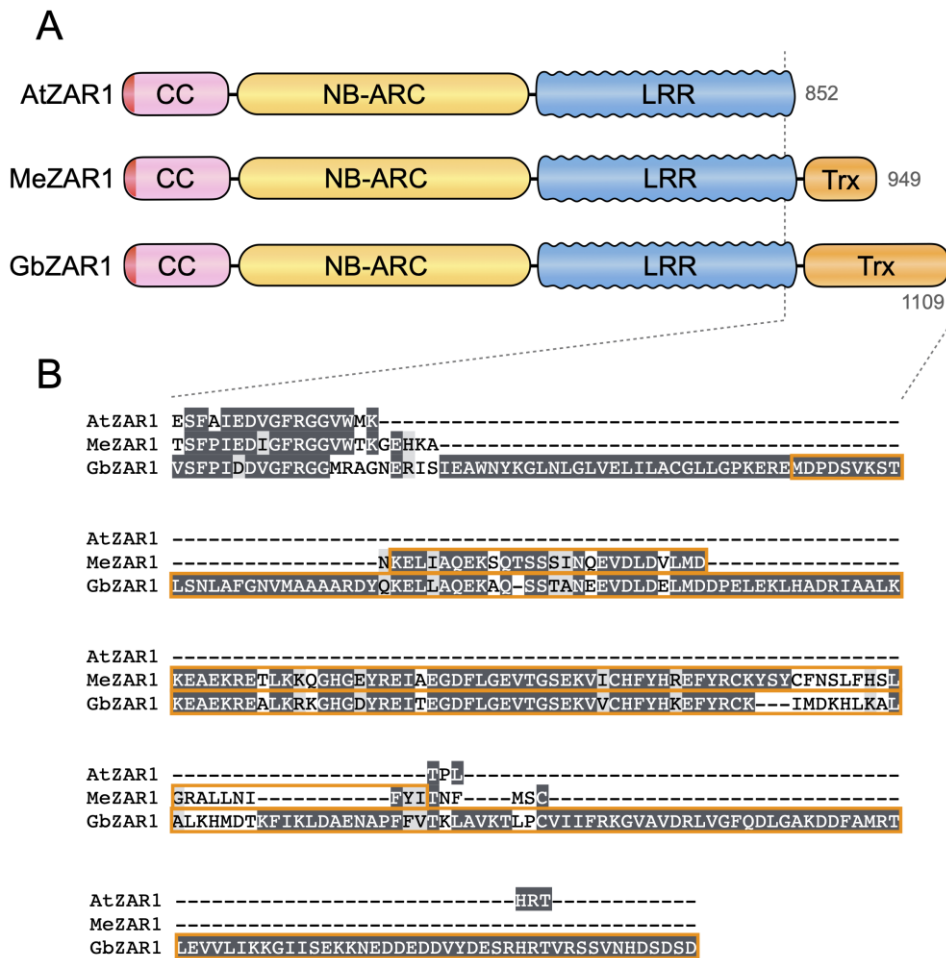 A
AtZAR1 CC NB-ARC LRR 852
MeZAR1 CC NB-ARC LRR Trx 949
GbZAR1 CC NB-ARC LRR Trx
1109
B
AtZAR1 ESFAIEDVGFRGGVWMK-------------------------------------------
MeZAR1 TSFPIEDIGFRGGVWTKGEHKA--------------------------------------
GbZAR1 VSFPIDDVGFRGGMRAGNERISIEAWNYKGLNLGLVELILACGLLGPKEREMDPDSVKST
AtZAR1 ------------------------------------------------------------
MeZAR1 -----------------NKELIAQEKSQTSSSINQEVDLDVLMD----------------
GbZAR1 LSNLAFGNVMAAAARDYQKELLAQEKAQ-SSTANEEVDLDELMDDPELEKLHADRIAALK
AtZAR1 ------------------------------------------------------------
MeZAR1 KEAEKRETLKKQGHGEYREIAEGDFLGEVTGSEKVICHFYHREFYRCKYSYCFNSLFHSL
GbZAR1 KEAEKREALKRKGHGDYREITEGDFLGEVTGSEKVVCHFYHKEFYRCK---IMDKHLKAL
AtZAR1 ---------------------TPL------------------------------------
MeZAR1 GRALLNI-----------FYITNF----MSC-----------------------------
GbZAR1 ALKHMDTKFIKLDAENAPFFVTKLAVKTLPCVIIFRKGVAVDRLVGFQDLGAKDDFAMRT
AtZAR1 ----------------------------HRT------------
MeZAR1 -------------------------------------------
GbZAR1 LEVVLIKKGIISEKKNEDDEDDVYDESRHRTVRSSVNHDSDSD